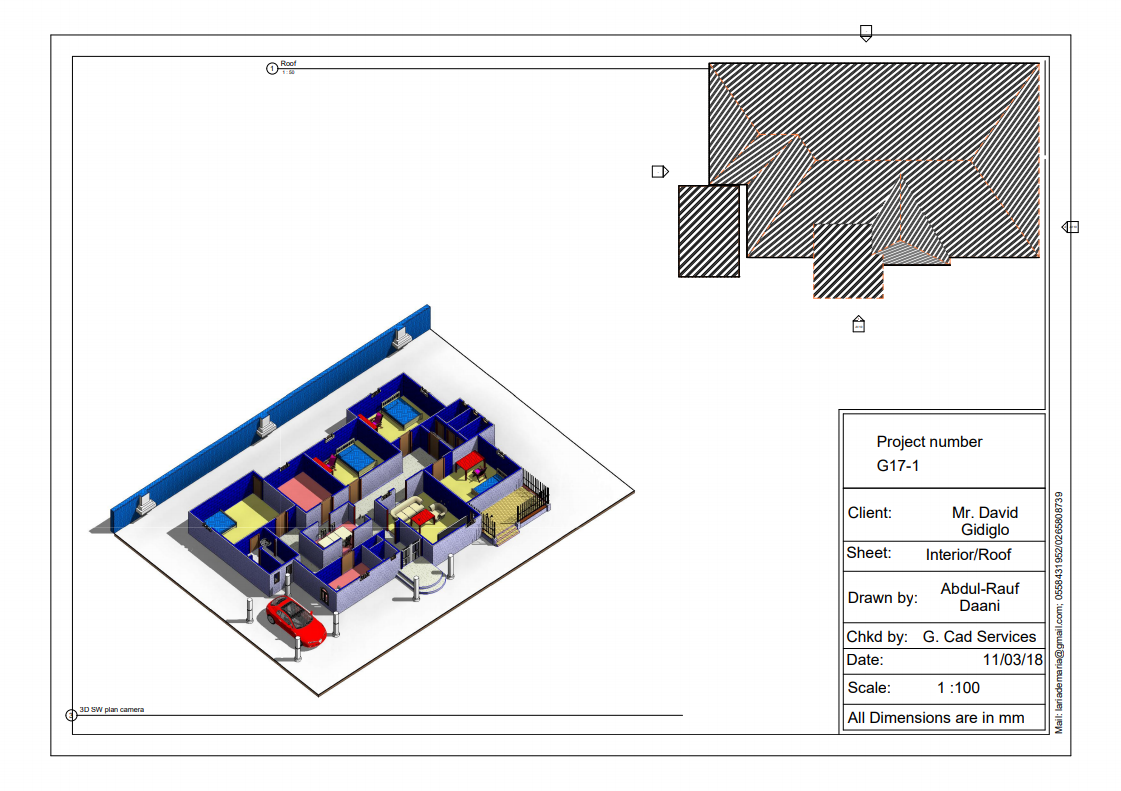 1
Roof
1 : 50
Project number
G17-1
Client:
Mr. David
Gidiglo
Sheet:
Interior/Roof
Drawn by:
Abdul-Rauf
Daani
Chkd by:
G. Cad Services
Date:
11/03/18
Scale:
1 :100
All Dimensions are in mm
Mail: lariademaria@gmail.com; 0558431952/0265808739
3D SW plan camera